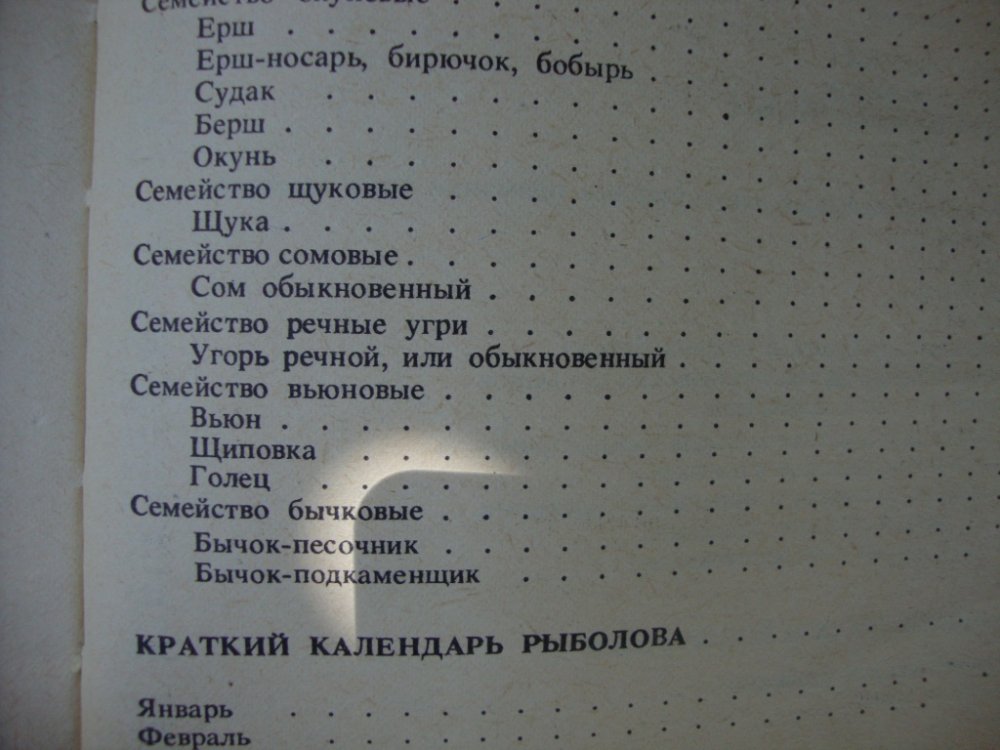 Семейство окуневые . . . . . . . . . .
Ерш . . . . . . . . . .
Ерш-носарь, бирючок, бобырь . . . . . . . . . .
Судак . . . . . . . . . .
Берш . . . . . . . . . .
Окунь . . . . . . . . . .
Семейство щуковые . . . . . . . . . .
Щука . . . . . . . . . .
Семейство сомовые . . . . . . . . . .
Сом обыкновенный . . . . . . . . . .
Семейство речные угри . . . . . . . . . .
Угорь речной, или обыкновенный . . . . . . . . . .
Семейство вьюновые . . . . . . . . . .
Вьюн . . . . . . . . . .
Щиповка . . . . . . . . . .
Голец . . . . . . . . . .
Семейство бычковые . . . . . . . . . .
Бычок-песочник . . . . . . . . . .
Бычок-подкаменщик . . . . . . . . . .
КРАТКИЙ КАЛЕНДАРЬ РЫБОЛОВА . . . . . . . . . .
Январь . . . . . . . . . .
Февраль . . . . . . . . . .